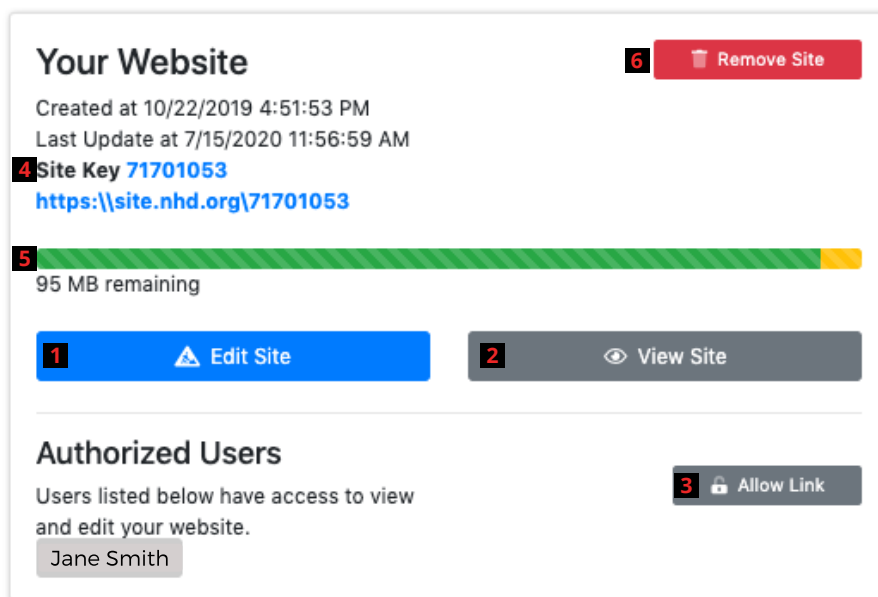 Your Website
6 Remove Site
Created at 10/22/2019 4:51:53 PM
Last Update at 7/15/2020 11:56:59 AM
4 Site Key 71701053
https:\\site.nhd.org\71701053
5
95 MB remaining
1 Edit Site
2 View Site
Authorized Users
3 Allow Link
Users listed below have access to view
and edit your website.
Jane Smith